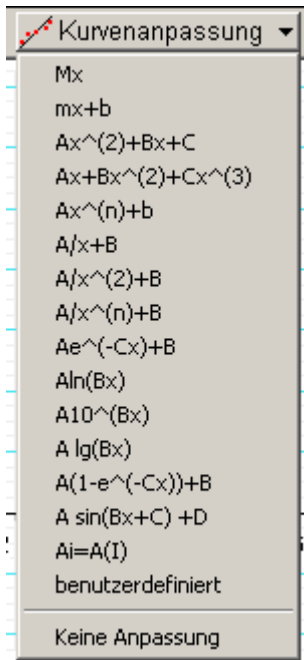 Kurvenanpassung
Mx
mx+b
Ax^(2)+Bx+C
Ax+Bx^(2)+Cx^(3)
Ax^(n)+b
A/x+B
A/x^(2)+B
A/x^(n)+B
Ae^(-Cx)+B
Aln(Bx)
A10^(Bx)
A lg(Bx)
A(1-e^(-Cx))+B
A sin(Bx+C) +D
Ai=A(I)
benutzerdefiniert
Keine Anpassung